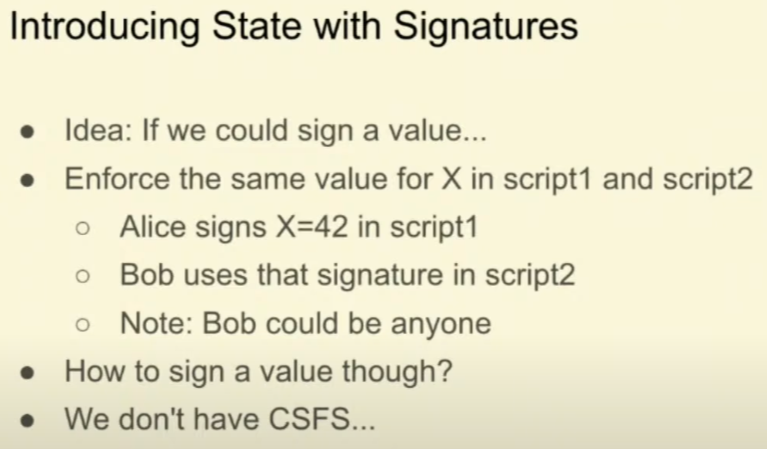 Introducing State with Signatures
● Idea: If we could sign a value...
● Enforce the same value for X in script1 and script2
○ Alice signs X=42 in script1
○ Bob uses that signature in script2
○ Note: Bob could be anyone
● How to sign a value though?
● We don't have CSFS...